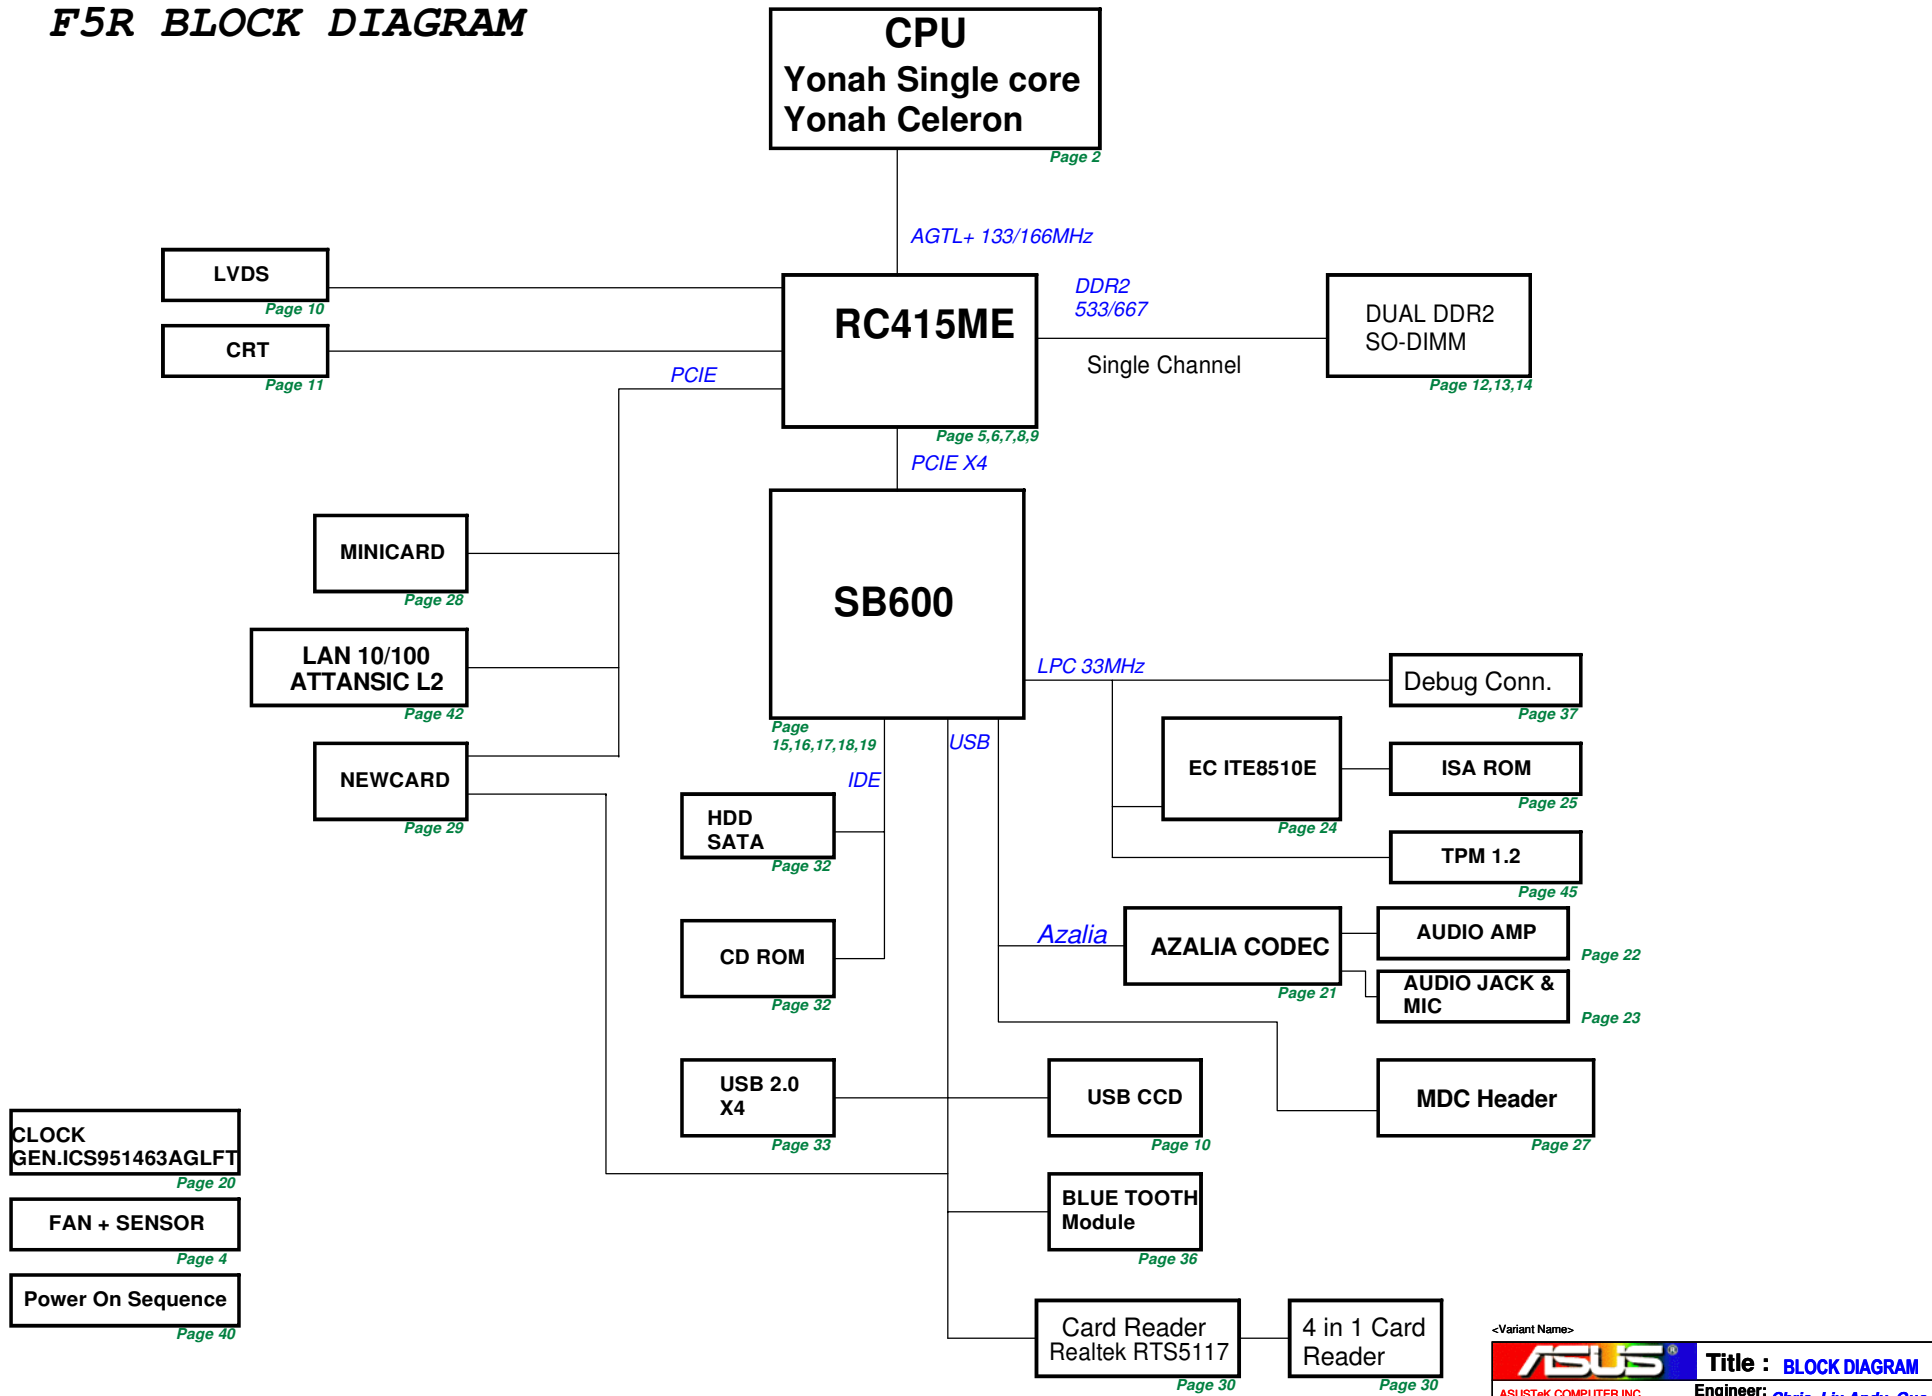 F5R BLOCK DIAGRAM
CPU
Yonah Single core
Yonah Celeron
Page 2
AGTL+ 133/166MHz
LVDS
Page 10
CRT
Page 11
RC415ME
Page 5,6,7,8,9
DDR2
533/667
Single Channel
DUAL DDR2
SO-DIMM
Page 12,13,14
PCIE
PCIE X4
MINICARD
Page 28
LAN 10/100
ATTANSIC L2
Page 42
NEWCARD
Page 29
SB600
Page
15,16,17,18,19
LPC 33MHz
Debug Conn.
Page 37
USB
IDE
EC ITE8510E
Page 24
ISA ROM
Page 25
HDD
SATA
Page 32
TPM 1.2
Page 45
CD ROM
Page 32
Azalia
AZALIA CODEC
Page 21
AUDIO AMP
Page 22
AUDIO JACK &
MIC
Page 23
USB 2.0
X4
Page 33
USB CCD
Page 10
MDC Header
Page 27
CLOCK
GEN.ICS951463AGLFT
Page 20
FAN + SENSOR
Page 4
Power On Sequence
Page 40
BLUE TOOTH
Module
Page 36
Card Reader
Realtek RTS5117
Page 30
4 in 1 Card
Reader
Page 30
<Variant Name>
ASUS®
Title : BLOCK DIAGRAM
ASUSTeK COMPUTER INC
Engineer: